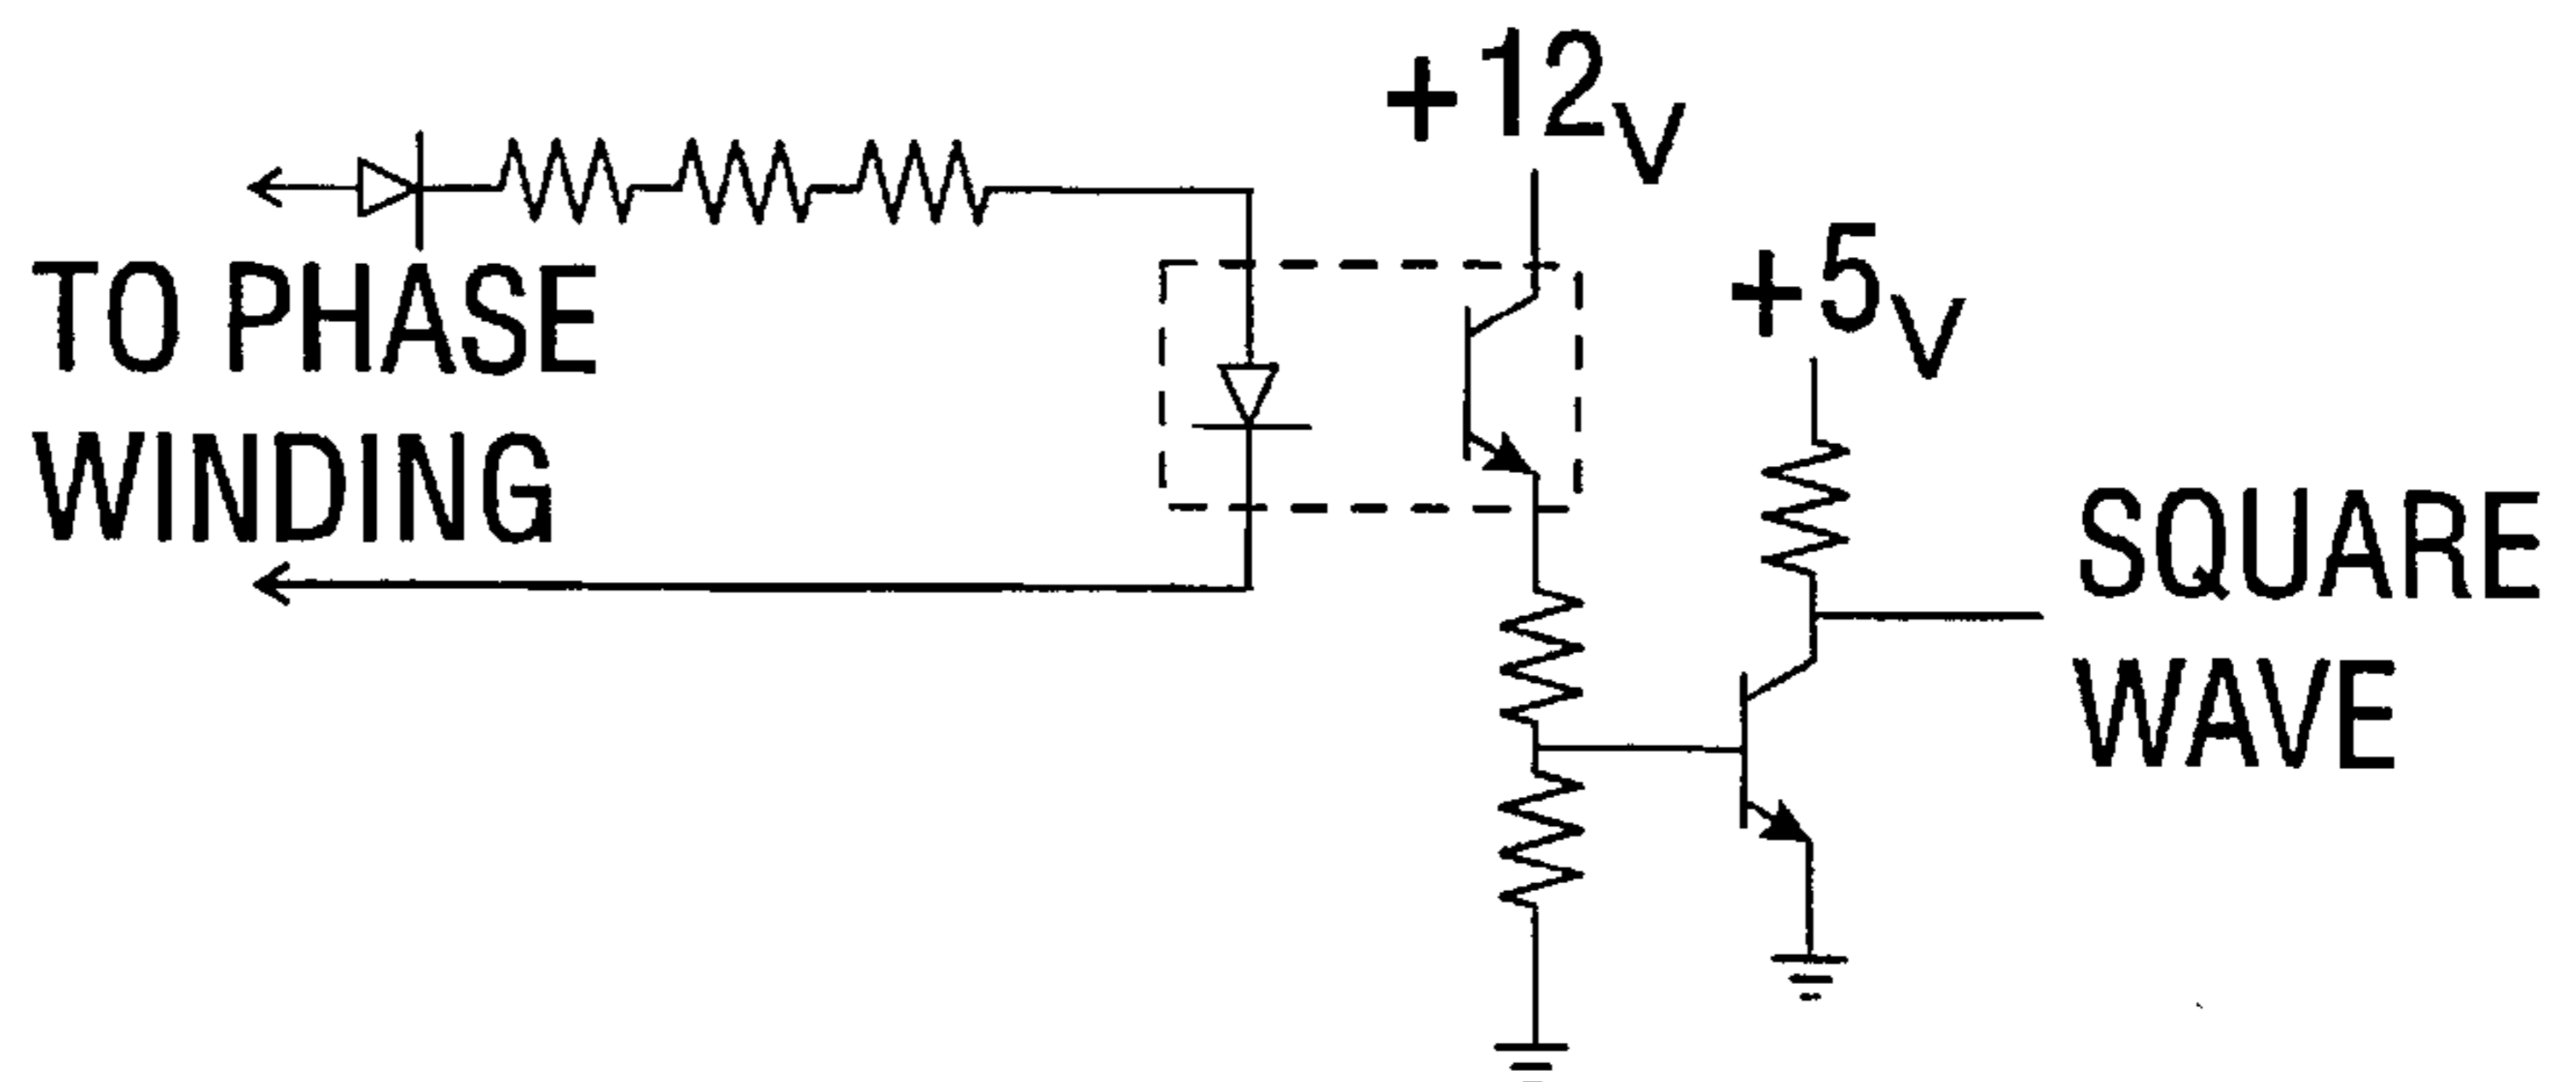 +12V
+5V
TO PHASE
WINDING
SQUARE
WAVE